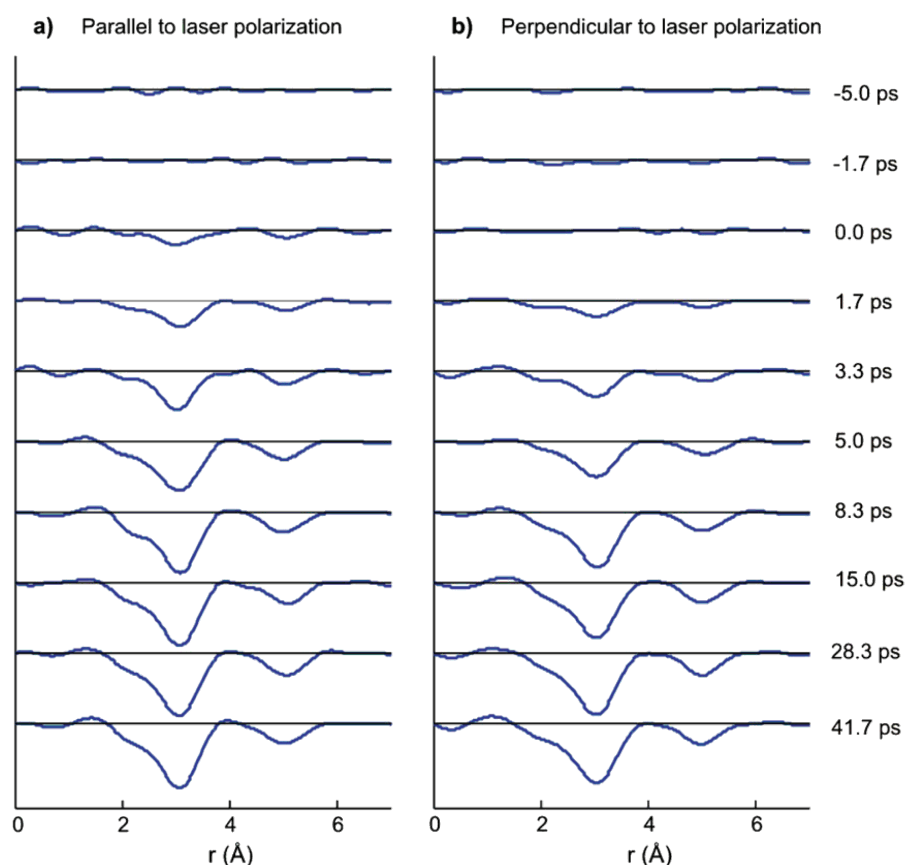 a) Parallel to laser polarization
b) Perpendicular to laser polarization
-5.0 ps
-1.7 ps
0.0 ps
1.7 ps
3.3 ps
5.0 ps
8.3 ps
15.0 ps
28.3 ps
41.7 ps
0 2 4 6
0 2 4 6
r (Å)
r (Å)